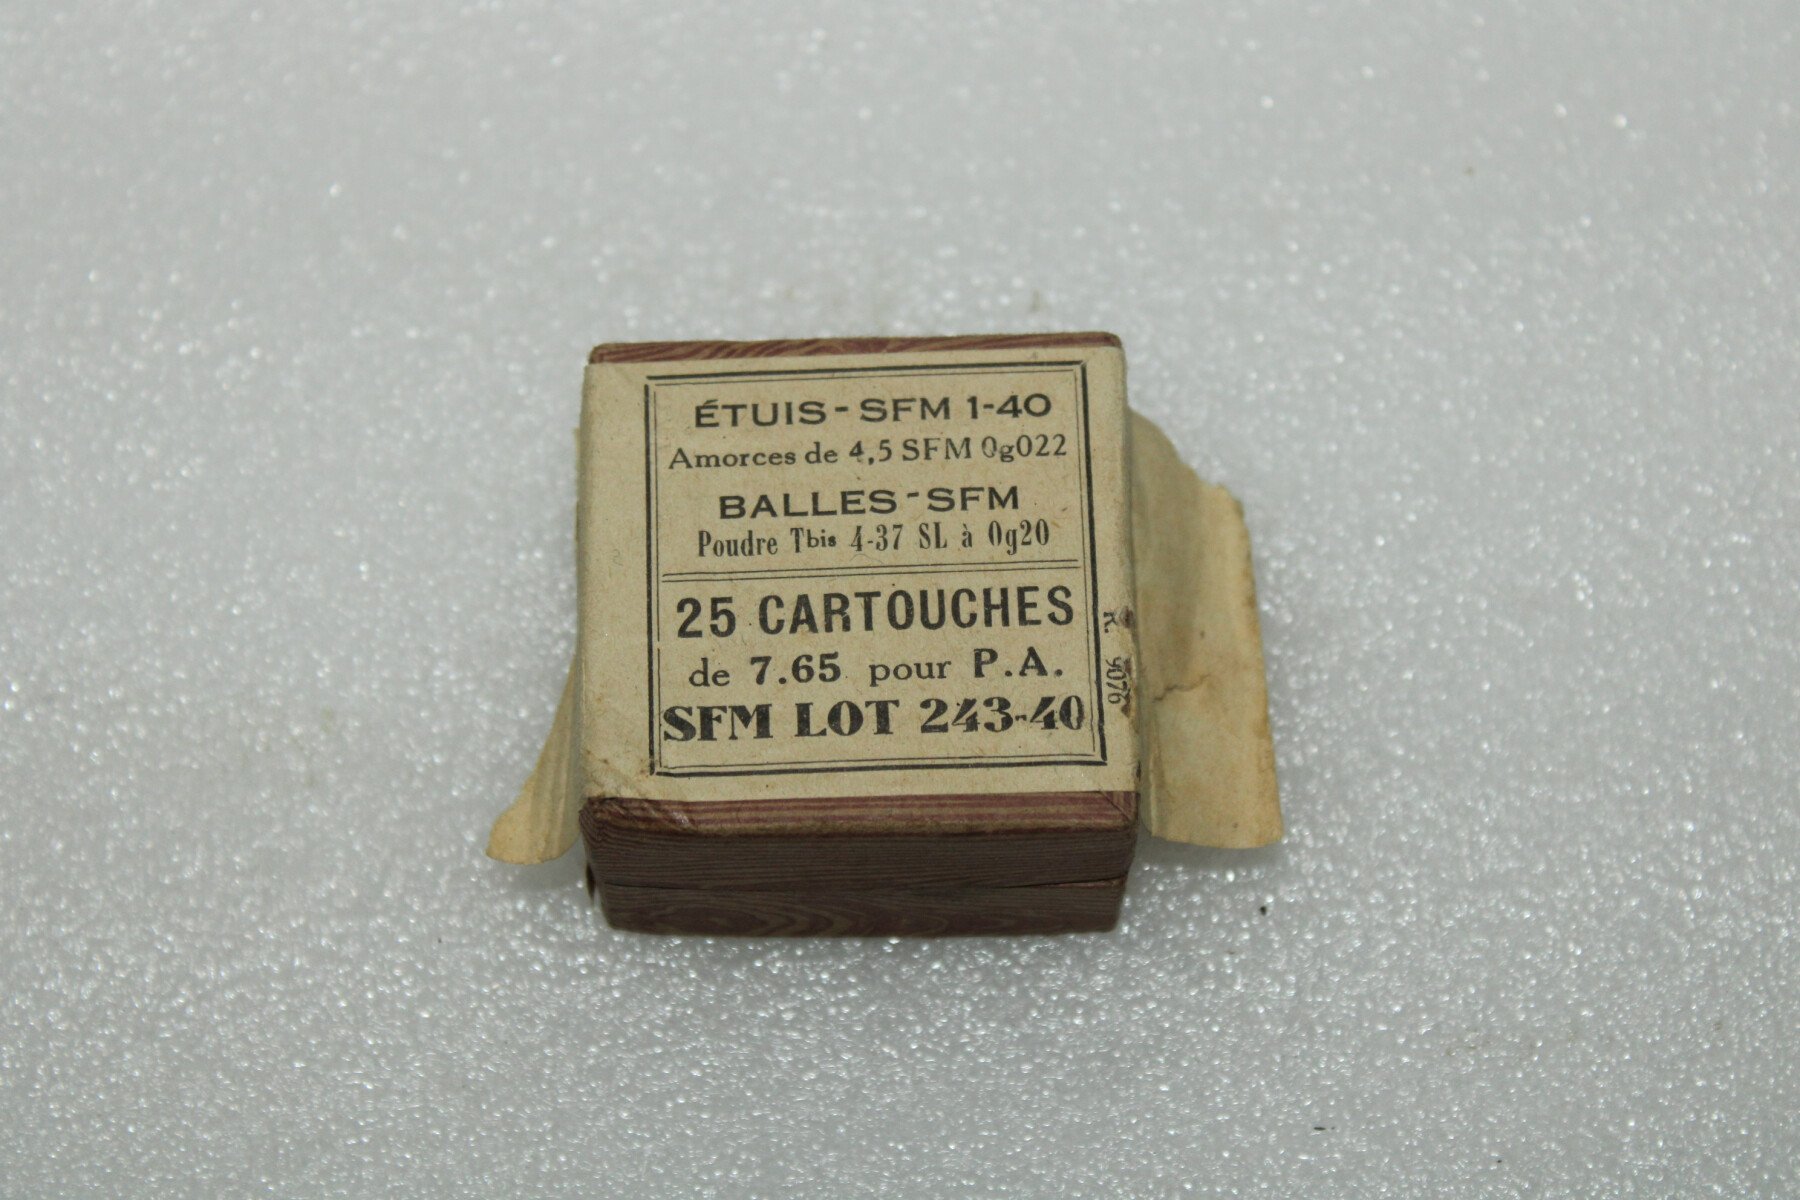 ÉTUIS - SFM 1-40
Amorces de 4,5 SFM 0g022
BALLES - SFM
Poudre Tbis 4-37 SL à 0g20
25 CARTOUCHES
de 7.65 pour P.A.
SFM LOT 243-40
K. 9076